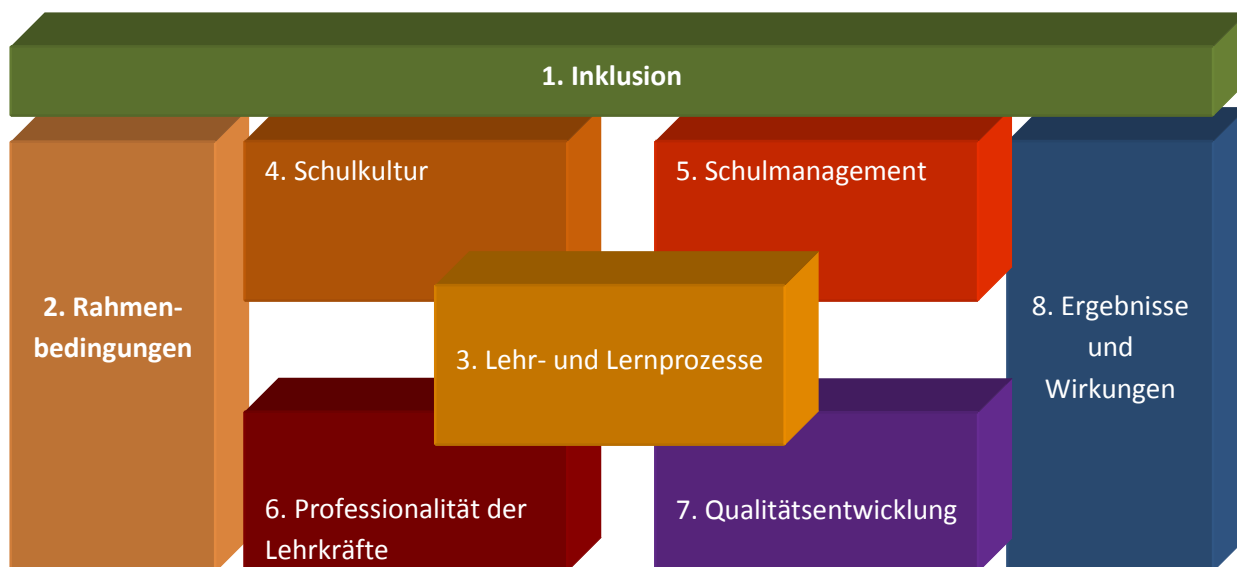 1. Inklusion
4. Schulkultur
5. Schulmanagement
2. Rahmen-
bedingungen
3. Lehr- und Lernprozesse
8. Ergebnisse
und
Wirkungen
6. Professionalität der
Lehrkräfte
7. Qualitätsentwicklung